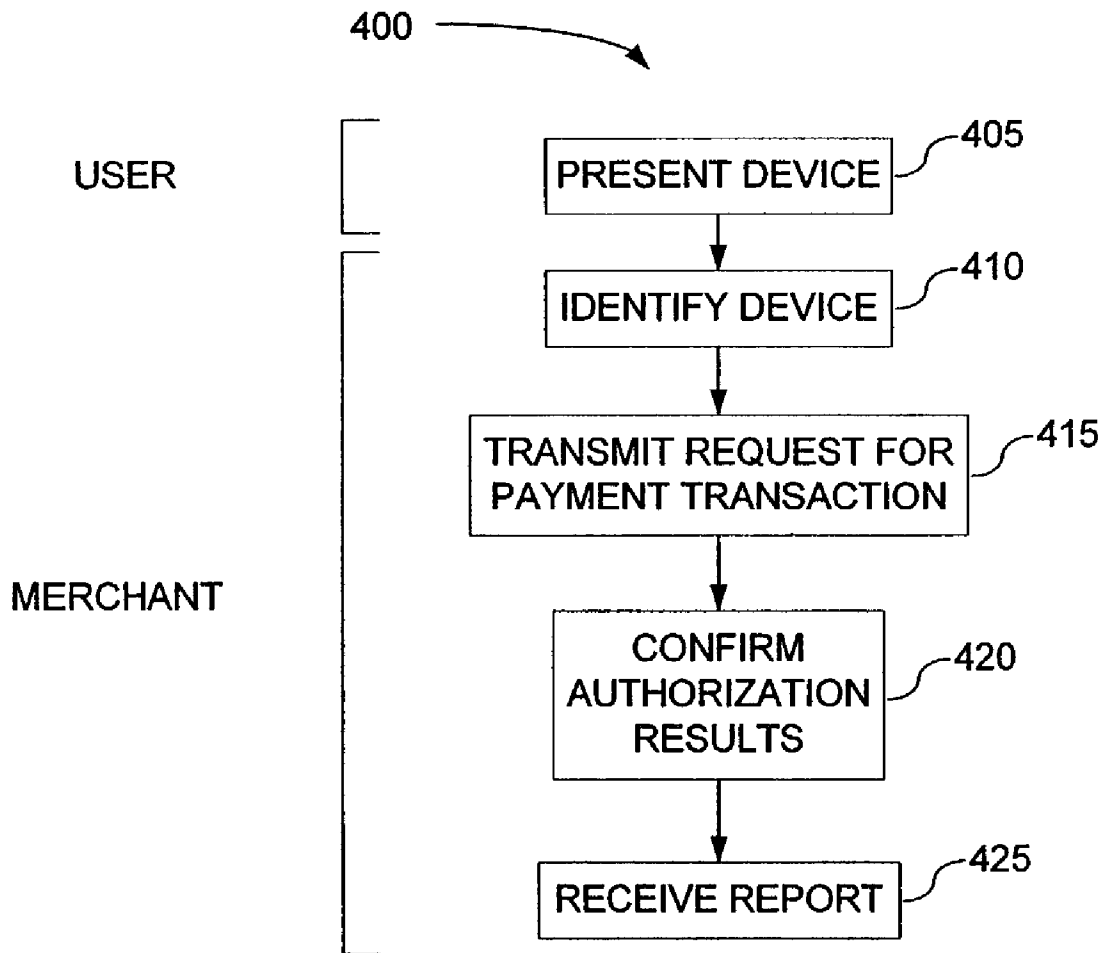 400
USER
PRESENT DEVICE
405
IDENTIFY DEVICE
410
TRANSMIT REQUEST FOR
PAYMENT TRANSACTION
415
MERCHANT
CONFIRM
AUTHORIZATION
RESULTS
420
RECEIVE REPORT
425